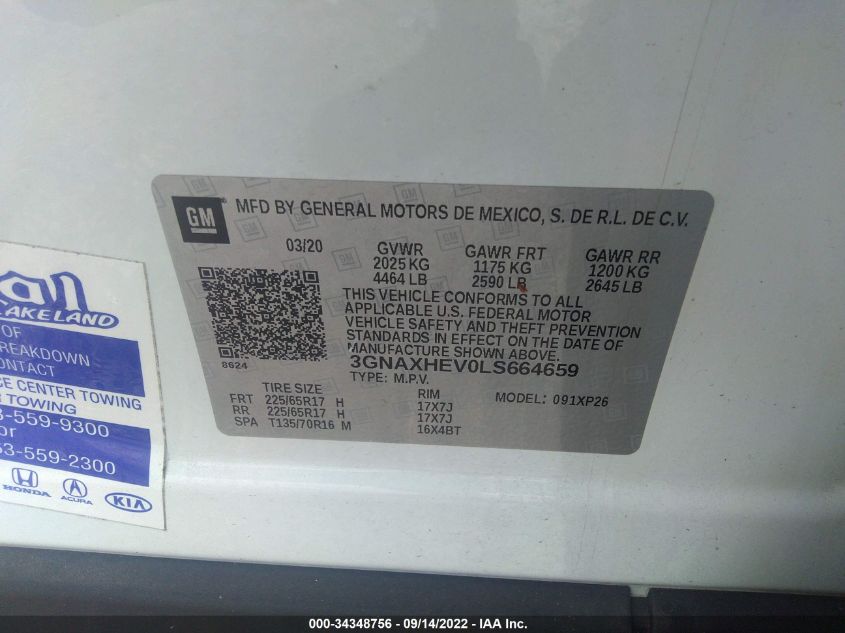 GM MFD BY GENERAL MOTORS DE MEXICO, S. DE R.L. DE C.V.
03/20 GVWR GAWR FRT GAWR RR
2025 KG 1175 KG 1200 KG
4464 LB 2590 LB 2645 LB
THIS VEHICLE CONFORMS TO ALL
APPLICABLE U.S. FEDERAL MOTOR
VEHICLE SAFETY AND THEFT PREVENTION
STANDARDS IN EFFECT ON THE DATE OF
MANUFACTURE SHOWN ABOVE.
8624 3GNAXHEV0LS664659
TYPE: M.P.V.
TIRE SIZE RIM MODEL: 091XP26
FRT 225/65R17 H 17X7J
RR 225/65R17 H 17X7J
SPA T135/70R16 M 16X4BT
LAKELAND
OF
BREAKDOWN
CONTACT
CENTER TOWING
TOWING
3-559-9300
or
63-559-2300
HONDA ACURA KIA
000-34348756 - 09/14/2022 - IAA Inc.